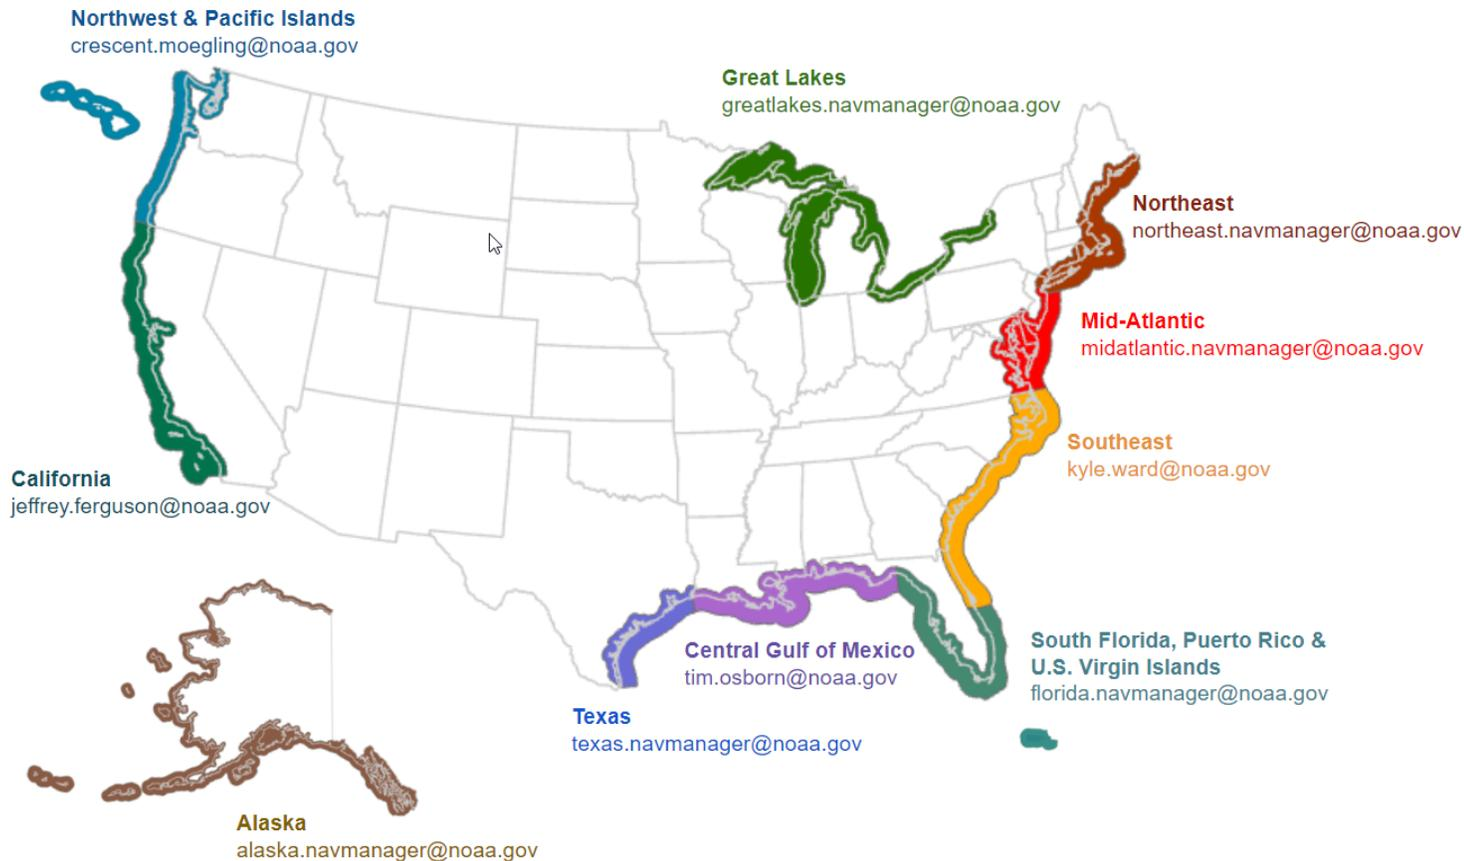 Northwest & Pacific Islands
crescent.moegling@noaa.gov
Great Lakes
greatlakes.navmanager@noaa.gov
Northeast
northeast.navmanager@noaa.gov
Mid-Atlantic
midatlantic.navmanager@noaa.gov
Southeast
kyle.ward@noaa.gov
California
jeffrey.ferguson@noaa.gov
South Florida, Puerto Rico &
U.S. Virgin Islands
florida.navmanager@noaa.gov
Central Gulf of Mexico
tim.osborn@noaa.gov
Texas
texas.navmanager@noaa.gov
Alaska
alaska.navmanager@noaa.gov